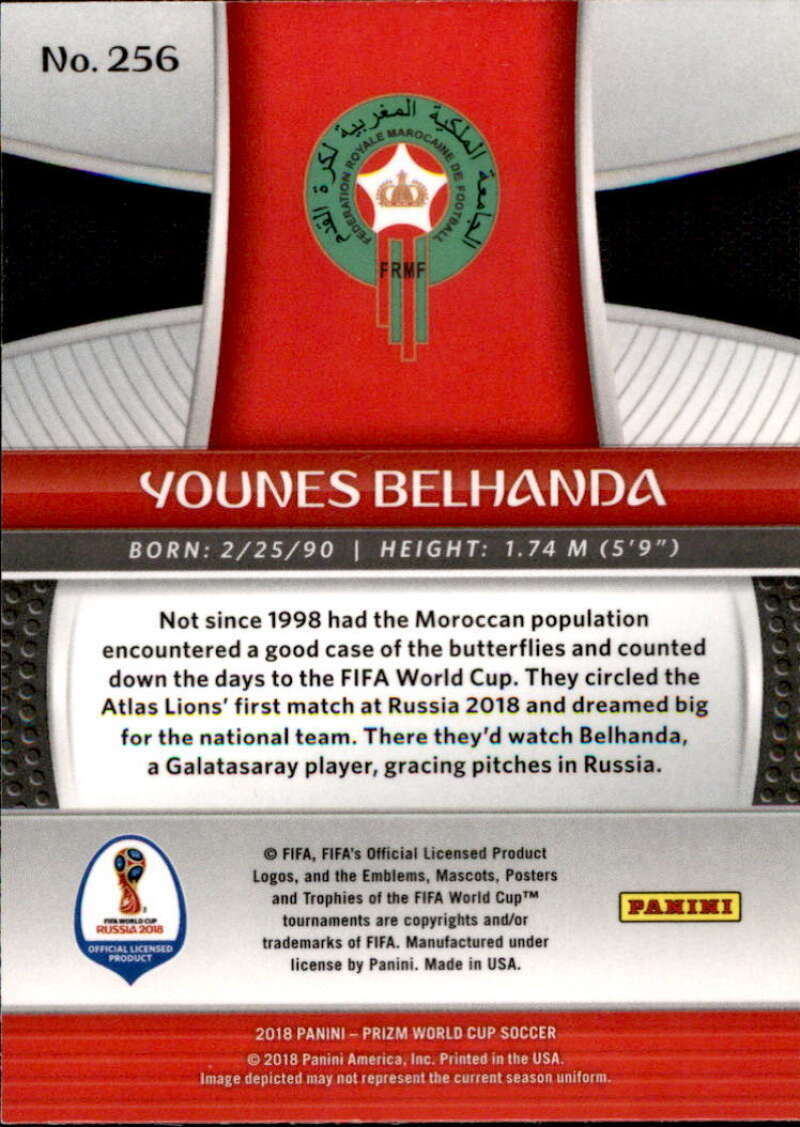 No. 256
الجامعة الملكية المغربية لكرة القدم
FÉDÉRATION ROYALE MAROCAINE DE FOOTBALL
FRMF
YOUNES BELHANDA
BORN: 2/25/90 | HEIGHT: 1.74 M (5'9")
Not since 1998 had the Moroccan population
encountered a good case of the butterflies and counted
down the days to the FIFA World Cup. They circled the
Atlas Lions' first match at Russia 2018 and dreamed big
for the national team. There they'd watch Belhanda,
a Galatasaray player, gracing pitches in Russia.
FIFA WORLD CUP
RUSSIA 2018
OFFICIAL LICENSED
PRODUCT
© FIFA, FIFA's Official Licensed Product
Logos, and the Emblems, Mascots, Posters
and Trophies of the FIFA World Cup™
tournaments are copyrights and/or
trademarks of FIFA. Manufactured under
license by Panini. Made in USA.
PANINI
2018 PANINI – PRIZM WORLD CUP SOCCER
© 2018 Panini America, Inc. Printed in the USA.
Image depicted may not represent the current season uniform.